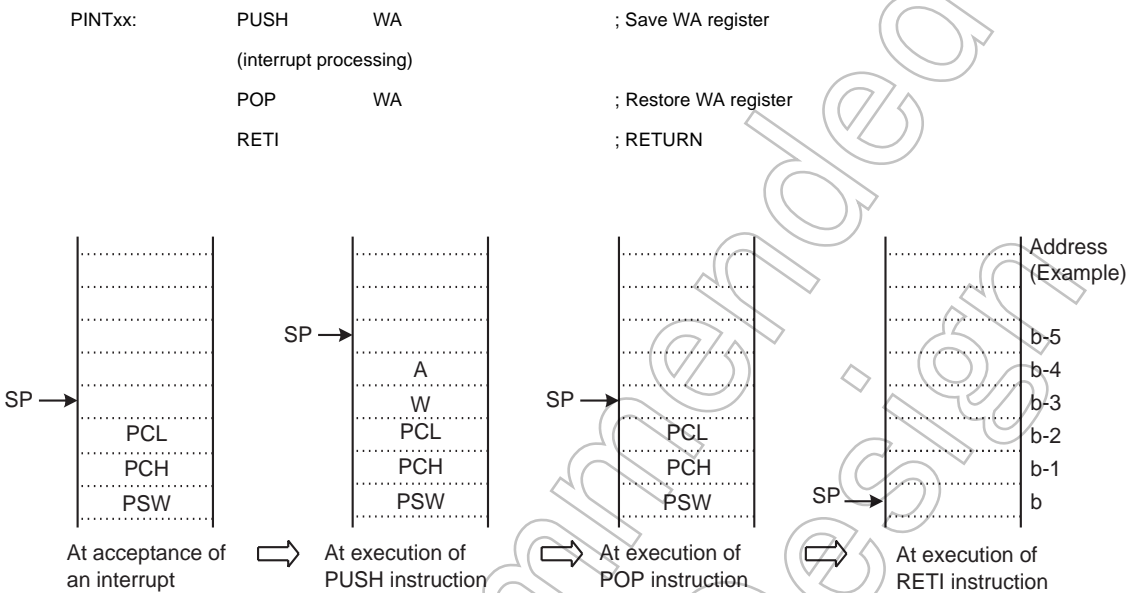 PINTxx: PUSH WA ; Save WA register
(interrupt processing)
POP WA ; Restore WA register
RETI ; RETURN
Address
(Example)
SP b-5
A b-4
SP W SP b-3
PCL PCL PCL b-2
PCH PCH PCH b-1
PSW PSW PSW SP b
At acceptance of At execution of At execution of At execution of
an interrupt PUSH instruction POP instruction RETI instruction